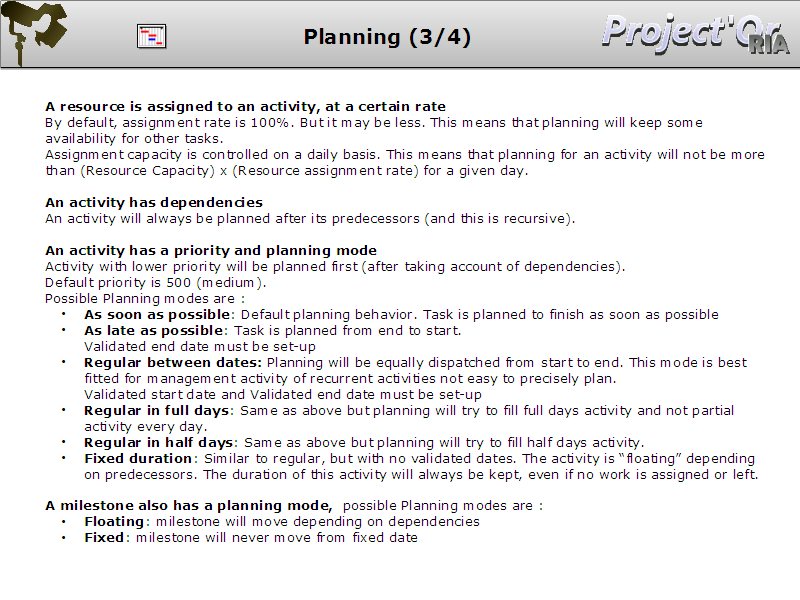 Planning (3/4)
Project'Or
RIA
A resource is assigned to an activity, at a certain rate
By default, assignment rate is 100%. But it may be less. This means that planning will keep some
availability for other tasks.
Assignment capacity is controlled on a daily basis. This means that planning for an activity will not be more
than (Resource Capacity) x (Resource assignment rate) for a given day.
An activity has dependencies
An activity will always be planned after its predecessors (and this is recursive).
An activity has a priority and planning mode
Activity with lower priority will be planned first (after taking account of dependencies).
Default priority is 500 (medium).
Possible Planning modes are :
• As soon as possible: Default planning behavior. Task is planned to finish as soon as possible
• As late as possible: Task is planned from end to start.
Validated end date must be set-up
• Regular between dates: Planning will be equally dispatched from start to end. This mode is best
fitted for management activity of recurrent activities not easy to precisely plan.
Validated start date and Validated end date must be set-up
• Regular in full days: Same as above but planning will try to fill full days activity and not partial
activity every day.
• Regular in half days: Same as above but planning will try to fill half days activity.
• Fixed duration: Similar to regular, but with no validated dates. The activity is “floating” depending
on predecessors. The duration of this activity will always be kept, even if no work is assigned or left.
A milestone also has a planning mode, possible Planning modes are :
• Floating: milestone will move depending on dependencies
• Fixed: milestone will never move from fixed date